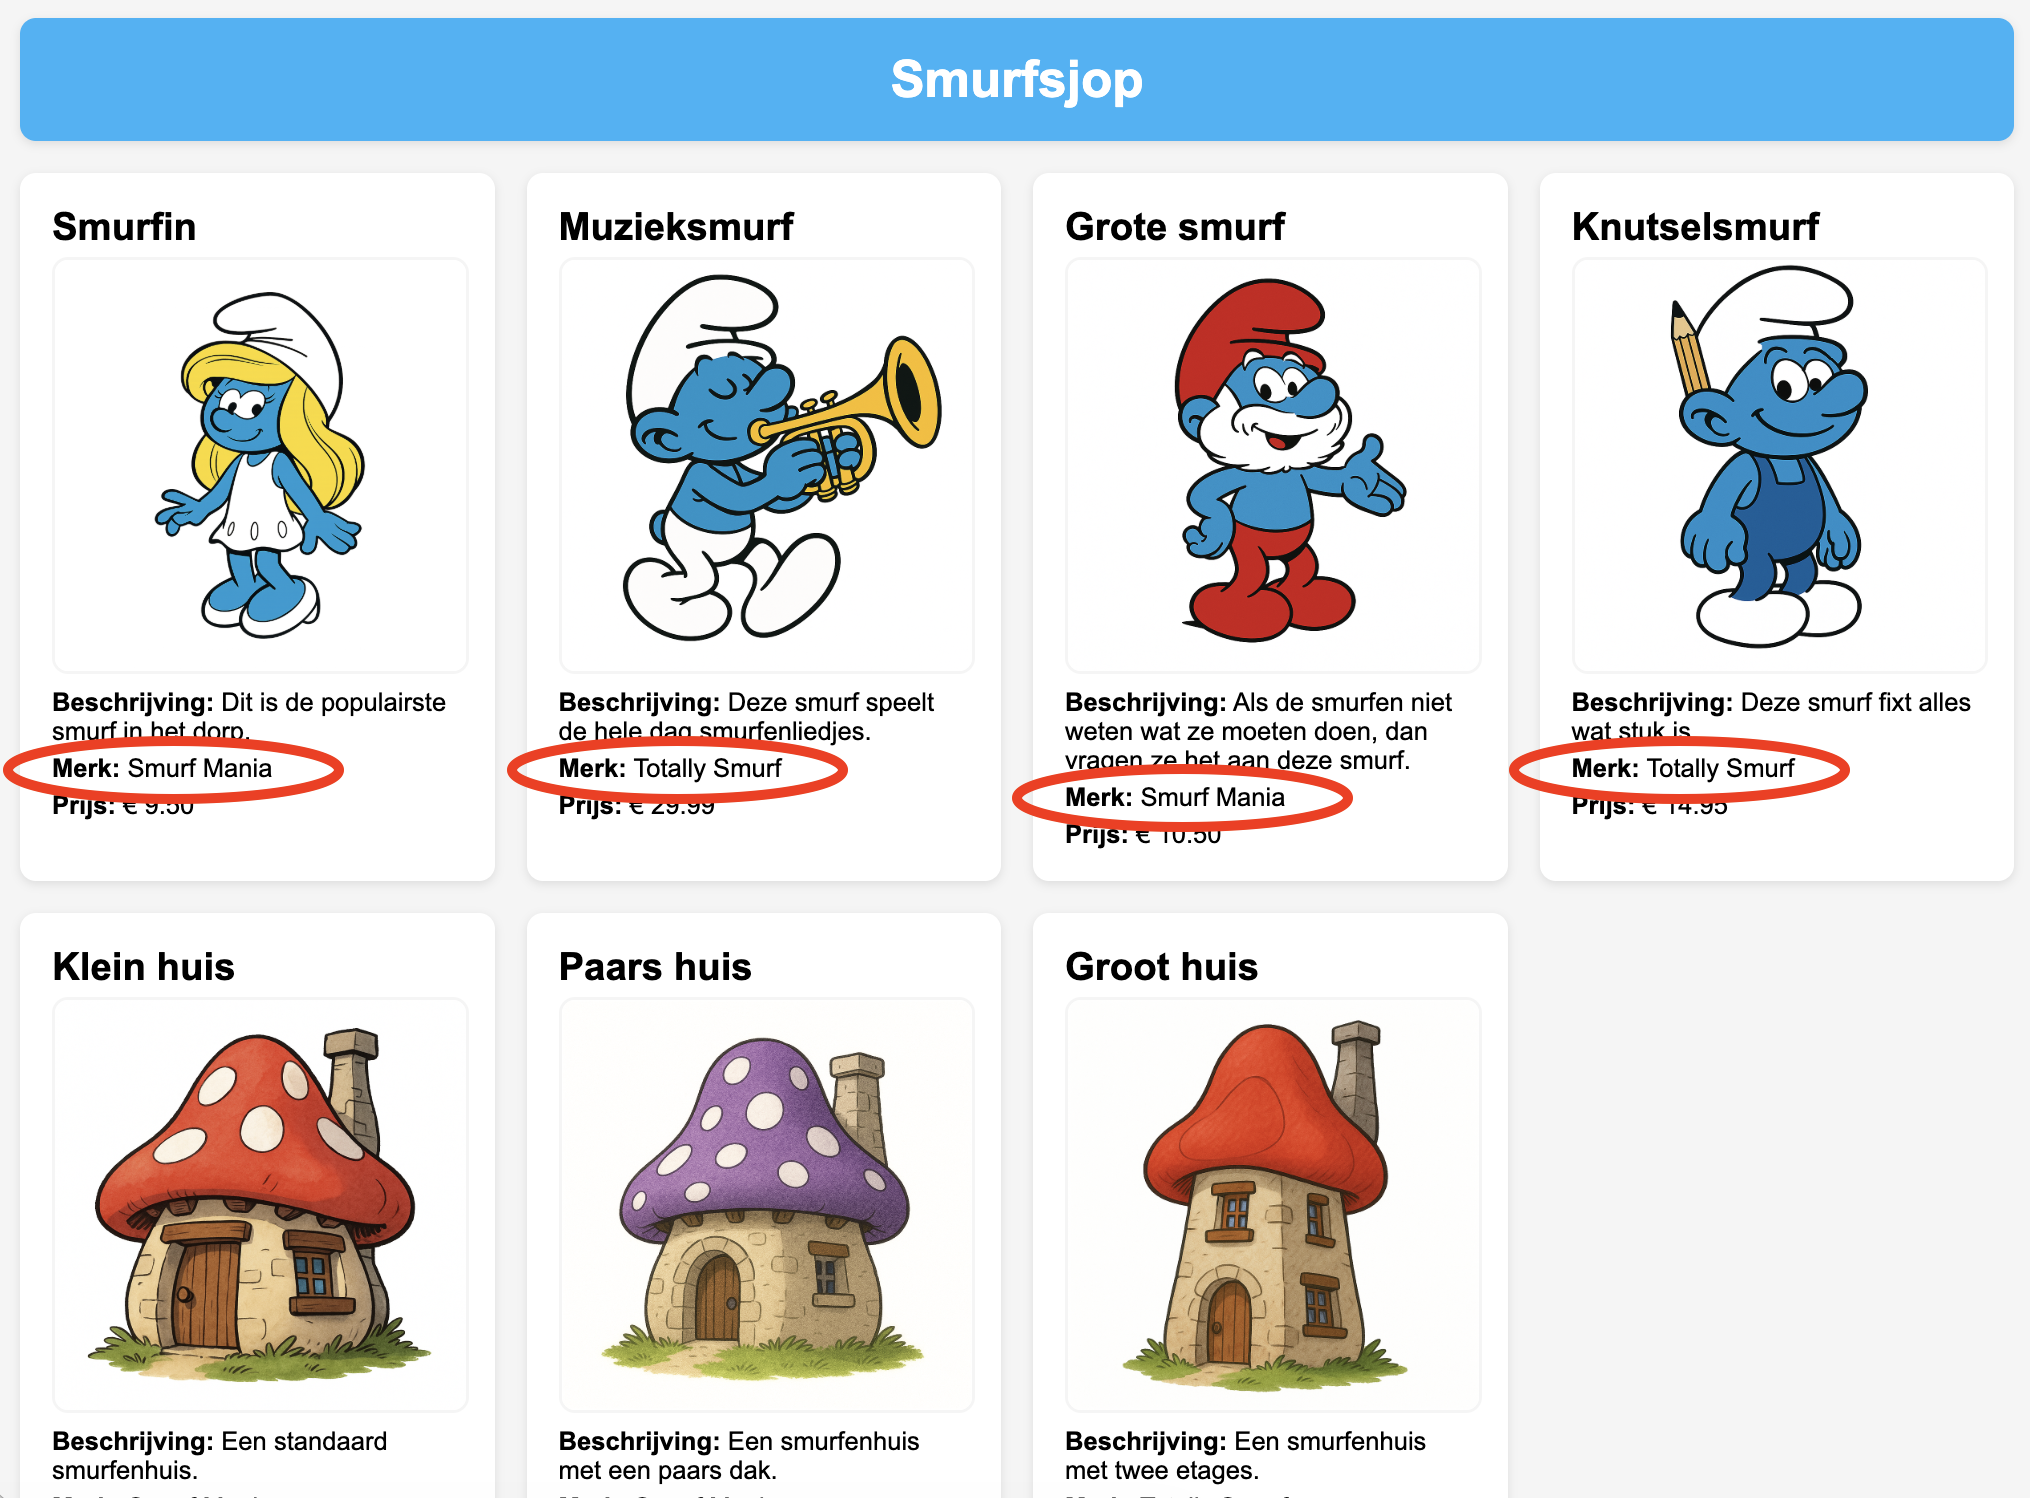 Smurfsjop
Smurfin
Beschrijving: Dit is de populairste
smurf in het dorp.
Merk: Smurf Mania
Prijs: € 9.50
Muzieksmurf
Beschrijving: Deze smurf speelt
de hele dag smurfenliedjes.
Merk: Totally Smurf
Prijs: € 29.99
Grote smurf
Beschrijving: Als de smurfen niet
weten wat ze moeten doen, dan
vragen ze het aan deze smurf.
Merk: Smurf Mania
Prijs: € 10.50
Knutselsmurf
Beschrijving: Deze smurf fixt alles
wat stuk is
Merk: Totally Smurf
Prijs: € 14.95
Klein huis
Beschrijving: Een standaard
smurfenhuis.
Paars huis
Beschrijving: Een smurfenhuis
met een paars dak.
Groot huis
Beschrijving: Een smurfenhuis
met twee etages.